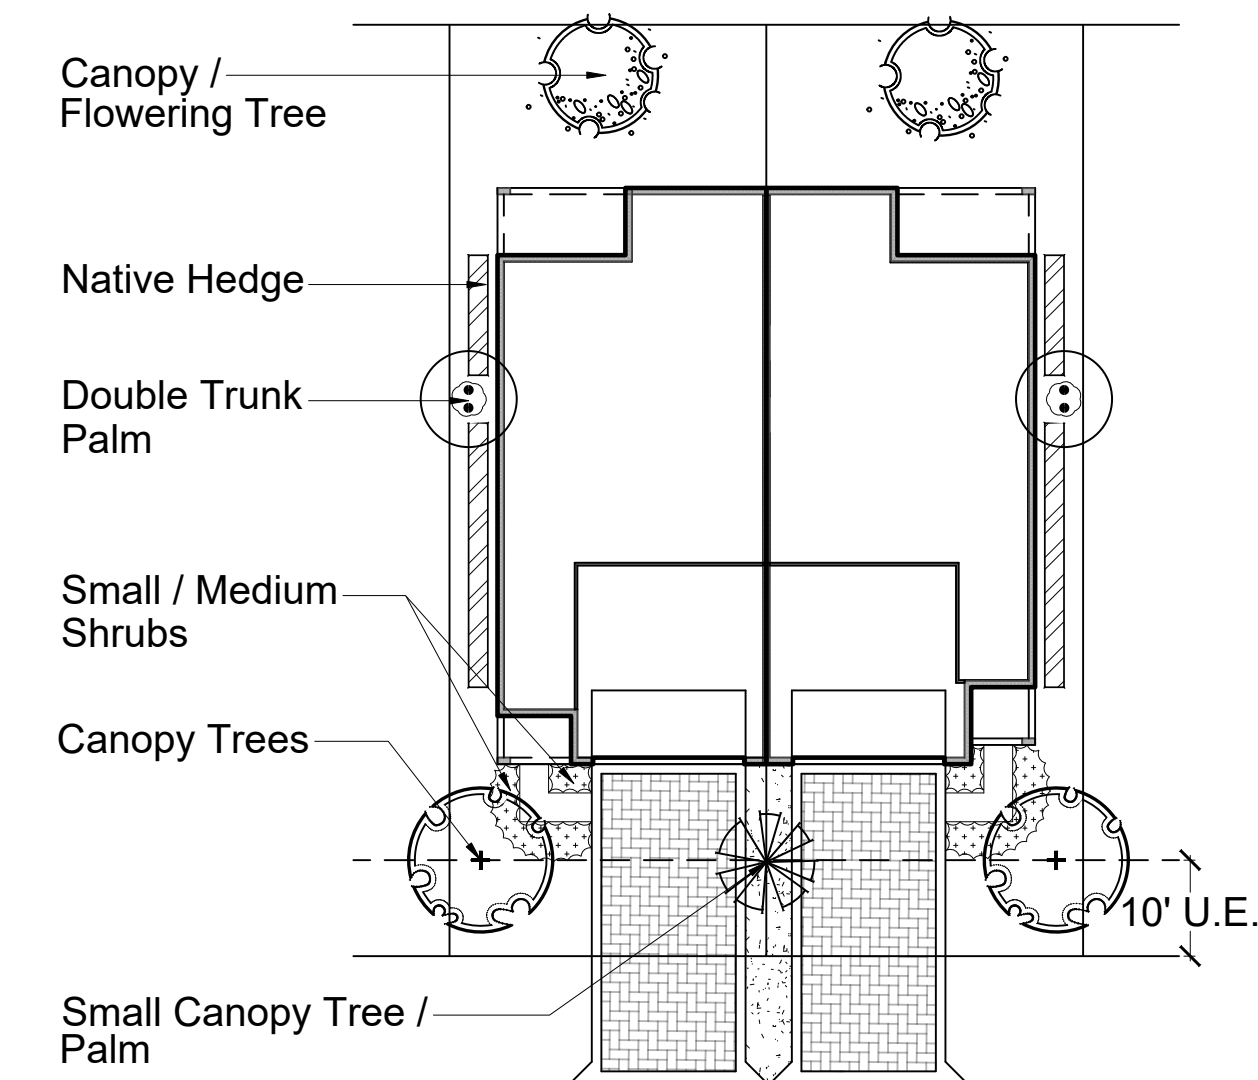 Canopy /
Flowering Tree
Native Hedge
Double Trunk
Palm
Small / Medium
Shrubs
Canopy Trees
10' U.E.
Small Canopy Tree /
Palm